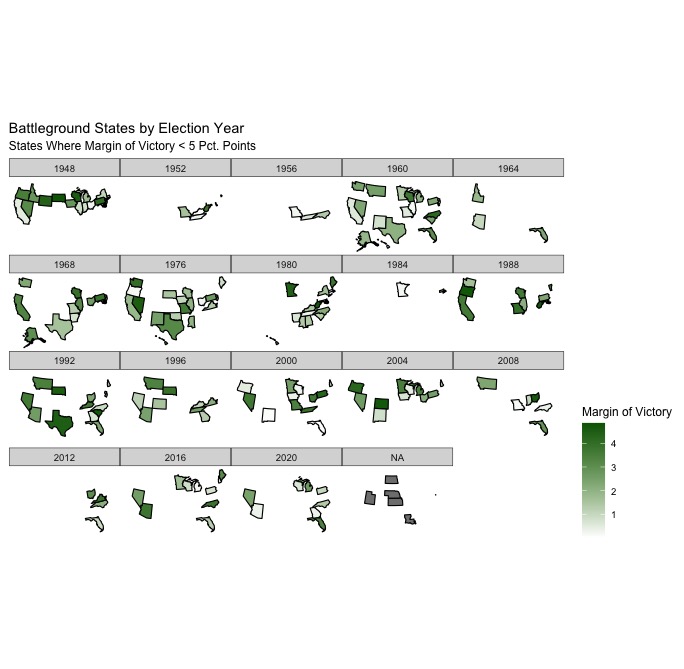 Battleground States by Election Year
States Where Margin of Victory < 5 Pct. Points
1948 1952 1956 1960 1964
1968 1976 1980 1984 1988
1992 1996 2000 2004 2008
Margin of Victory
4
3
2
1
2012 2016 2020 NA